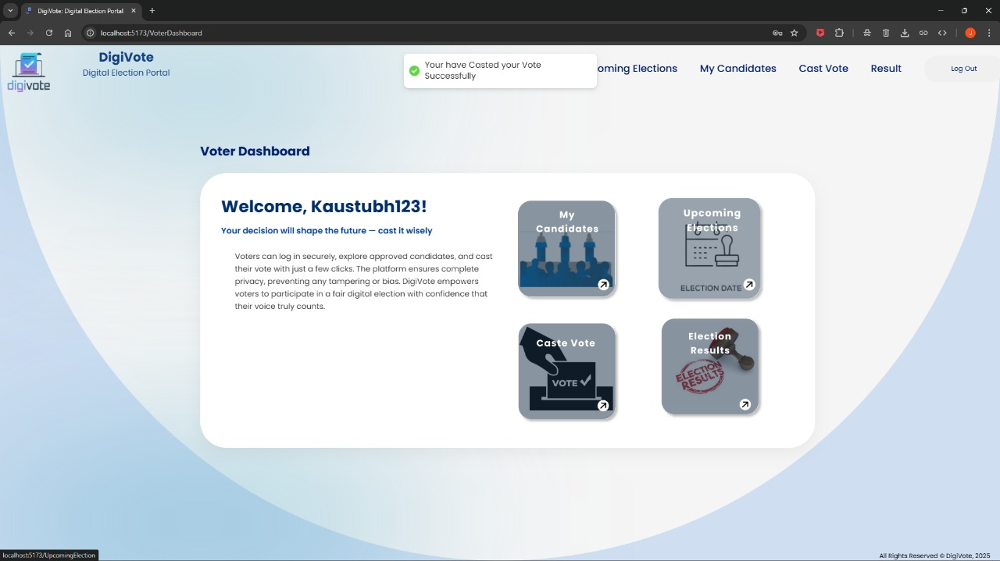 DigiVote: Digital Election Portal
localhost:5173/VoterDashboard
digivote
DigiVote
Digital Election Portal
Your have Casted your Vote
Successfully
oming Elections
My Candidates
Cast Vote
Result
Log Out
Voter Dashboard
Welcome, Kaustubh123!
Your decision will shape the future — cast it wisely
Voters can log in securely, explore approved candidates, and cast
their vote with just a few clicks. The platform ensures complete
privacy, preventing any tampering or bias. DigiVote empowers
voters to participate in a fair digital election with confidence that
their voice truly counts.
My
Candidates
Upcoming
Elections
ELECTION DATE
Caste Vote
VOTE
Election
Results
ELECTION
RESULTS
localhost:5173/UpcomingElection
All Rights Reserved © DigiVote, 2025
J